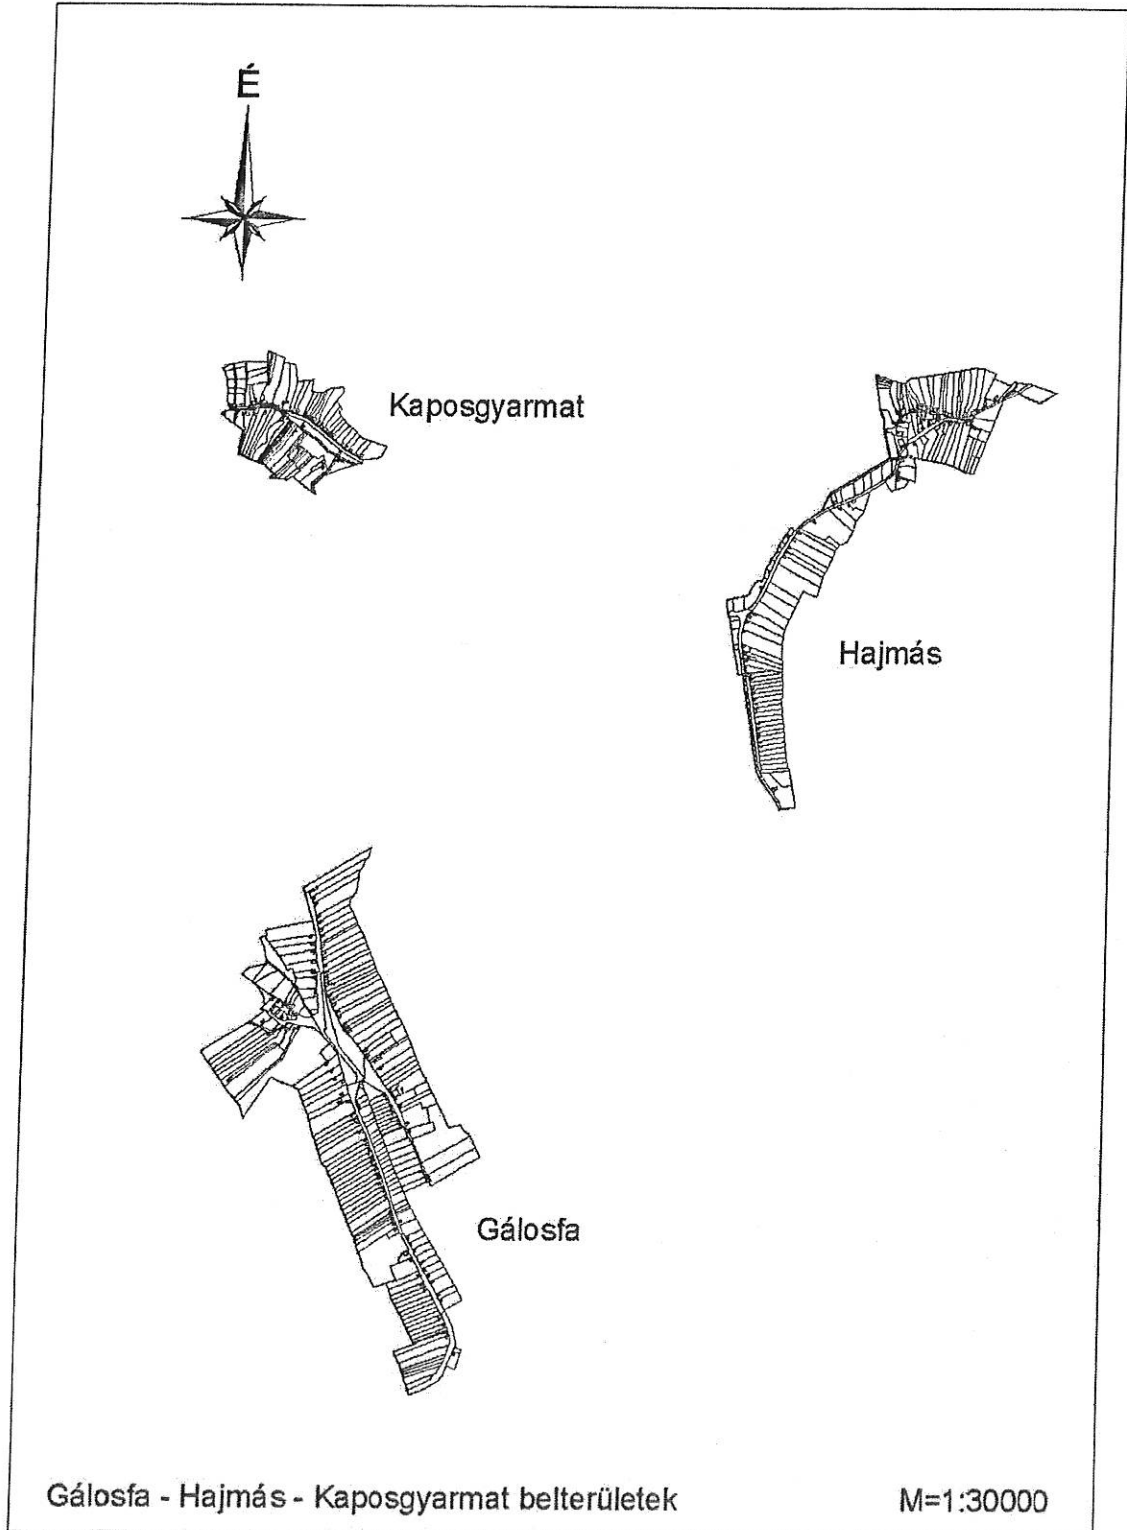 É
Kaposgyarmat
Hajmás
Gálosfa
Gálosfa - Hajmás - Kaposgyarmat belterületek
M=1:30000